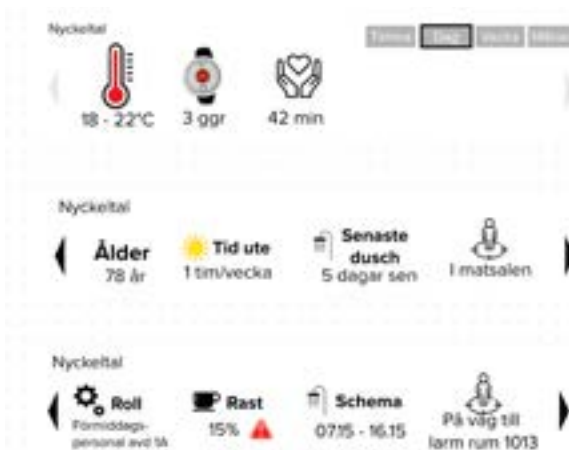 Nyckeltal
Timme Dag Vecka Månad
18 - 22°C 3 ggr 42 min
Nyckeltal
Ålder Tid ute Senaste dusch
78 år 1 tim/vecka 5 dagar sen I matsalen
Nyckeltal
Roll Rast Schema På väg till
Förmiddags-
personal avd 1A 15% 07.15 - 16.15 larm rum 1013